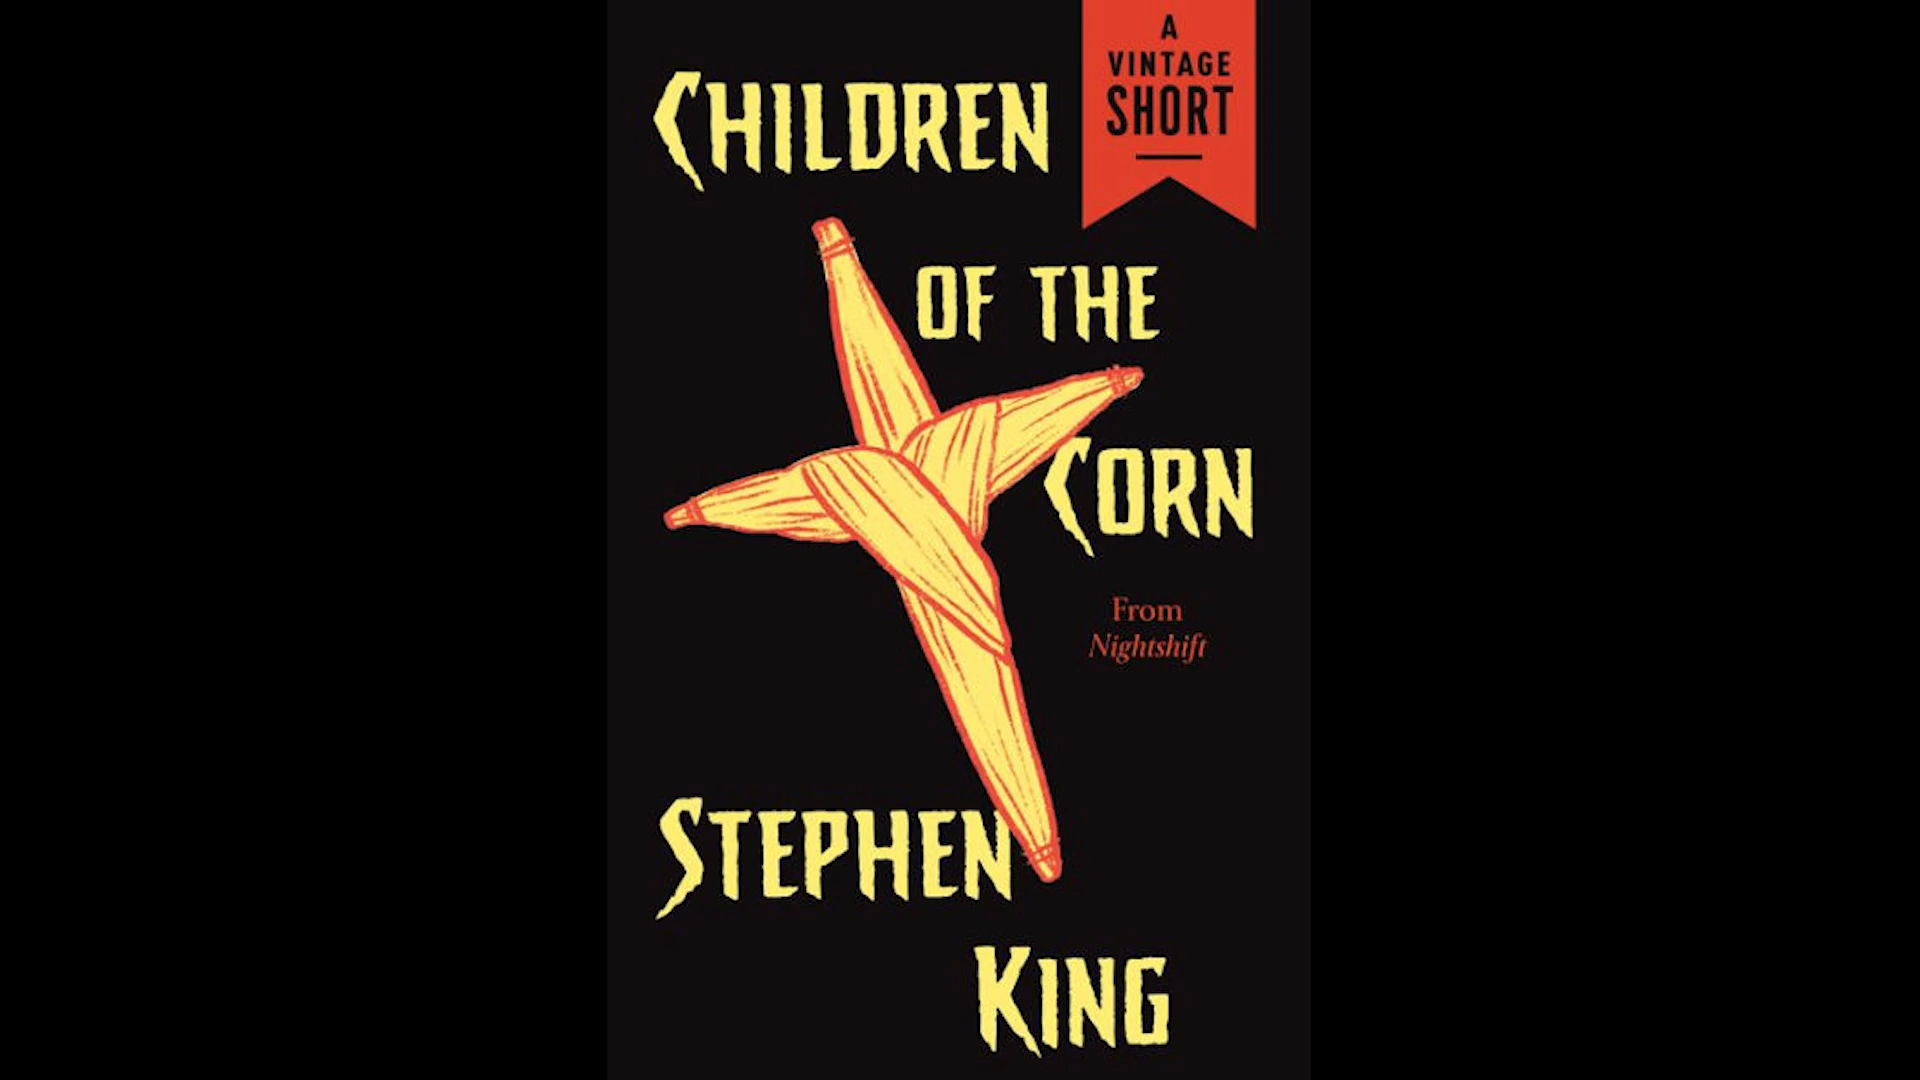 CHILDREN
OF THE
CORN
A
VINTAGE
SHORT
From
Nightshift
STEPHEN
KING